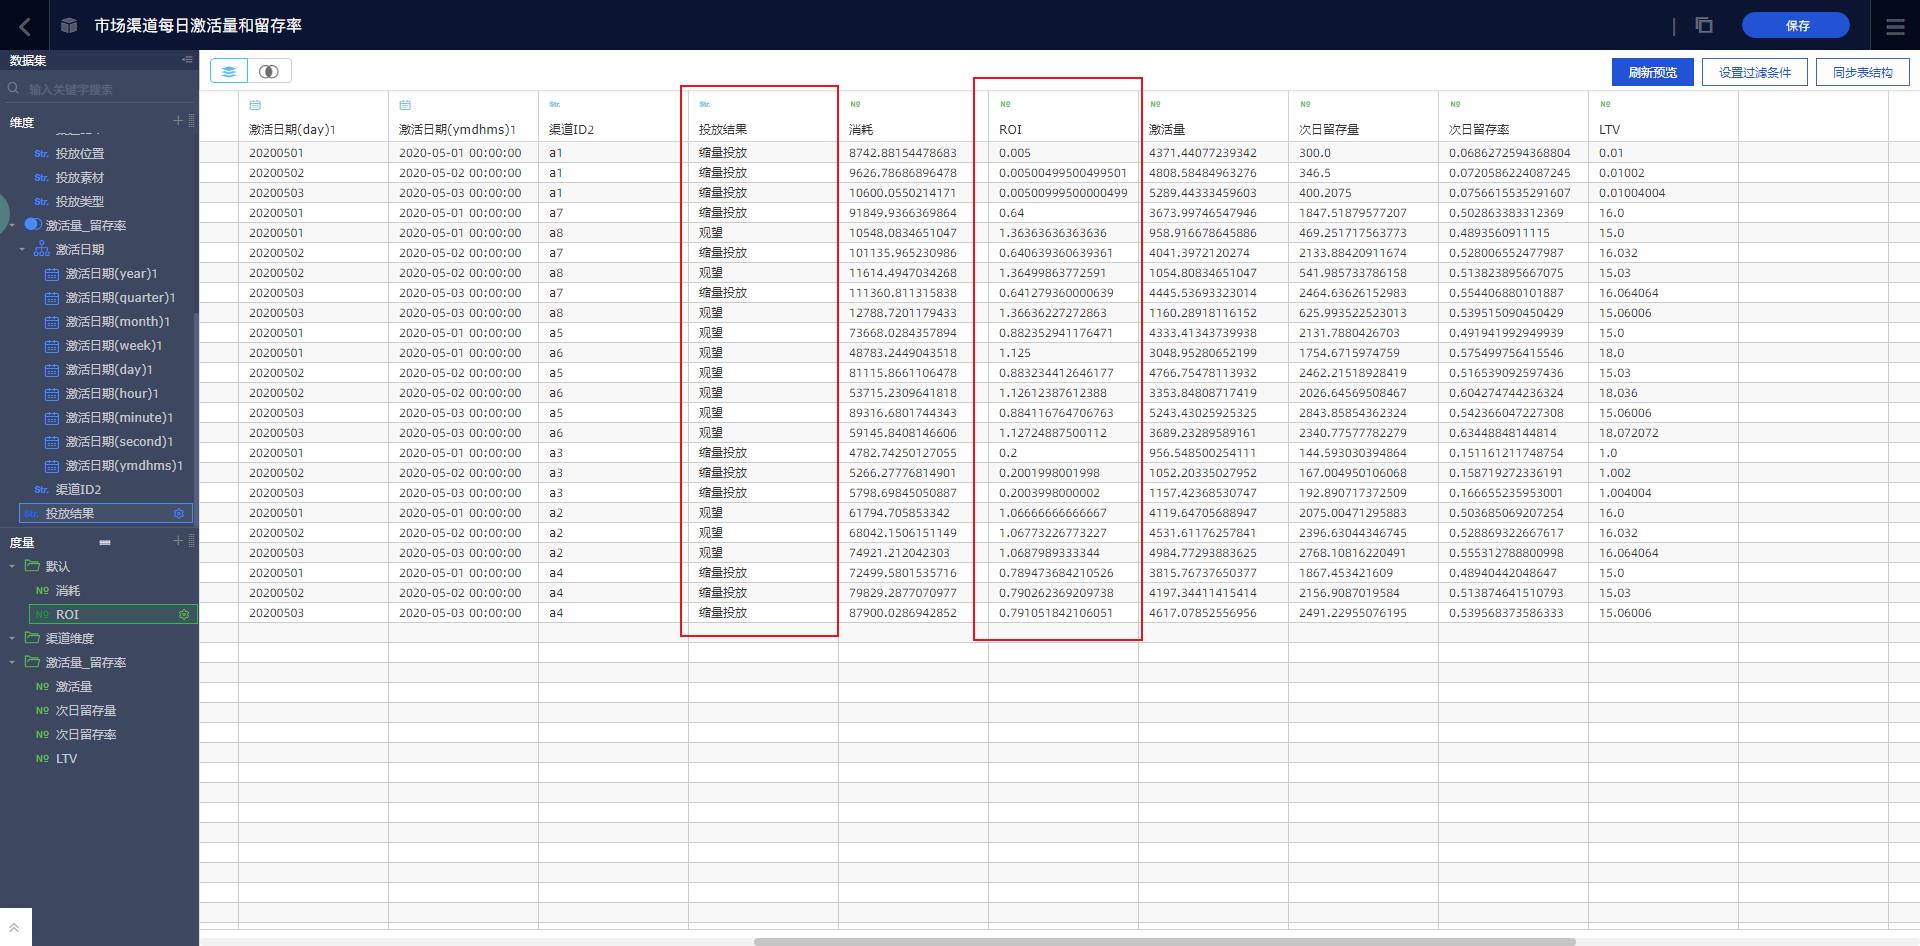 市场渠道每日激活量和留存率
保存
数据集
输入关键字搜索
维度
Str. 投放位置
Str. 投放素材
Str. 投放类型
激活量_留存率
激活日期
激活日期(year)1
激活日期(quarter)1
激活日期(month)1
激活日期(week)1
激活日期(day)1
激活日期(hour)1
激活日期(minute)1
激活日期(second)1
激活日期(ymdhms)1
Str. 渠道ID2
Str. 投放结果
度量
默认
Nº 消耗
Nº ROI
渠道维度
激活量_留存率
Nº 激活量
Nº 次日留存量
Nº 次日留存率
Nº LTV
刷新预览 设置过滤条件 同步表结构
Str. Str. Nº Nº Nº Nº Nº Nº
激活日期(day)1 激活日期(ymdhms)1 渠道ID2 投放结果 消耗 ROI 激活量 次日留存量 次日留存率 LTV
20200501 2020-05-01 00:00:00 a1 缩量投放 8742.88154478683 0.005 4371.44077239342 300.0 0.0686272594368804 0.01
20200502 2020-05-02 00:00:00 a1 缩量投放 9626.78686896478 0.00500499500499501 4808.58484963276 346.5 0.0720586224087245 0.01002
20200503 2020-05-03 00:00:00 a1 缩量投放 10600.0550214171 0.00500999500000499 5289.44333459603 400.2075 0.0756615535291607 0.01004004
20200501 2020-05-01 00:00:00 a7 缩量投放 91849.9366369864 0.64 3673.99746547946 1847.51879577207 0.502863383312369 16.0
20200501 2020-05-01 00:00:00 a8 观望 10548.0834651047 1.36363636363636 958.916678645886 469.251717563773 0.4893560911115 15.0
20200502 2020-05-02 00:00:00 a7 缩量投放 101135.965230986 0.640639360639361 4041.3972120274 2133.88420911674 0.528006552477987 16.032
20200502 2020-05-02 00:00:00 a8 观望 11614.4947034268 1.36499863772591 1054.80834651047 541.985733786158 0.513823895667075 15.03
20200503 2020-05-03 00:00:00 a7 缩量投放 111360.811315838 0.641279360000639 4445.53693323014 2464.63626152983 0.554406880101887 16.064064
20200503 2020-05-03 00:00:00 a8 观望 12788.7201179433 1.36636227272863 1160.28918116152 625.993522523013 0.539515090450429 15.06006
20200501 2020-05-01 00:00:00 a5 观望 73668.0284357894 0.882352941176471 4333.41343739938 2131.7880426703 0.491941992949939 15.0
20200501 2020-05-01 00:00:00 a6 观望 48783.2449043518 1.125 3048.95280652199 1754.6715974759 0.575499756415546 18.0
20200502 2020-05-02 00:00:00 a5 观望 81115.8661106478 0.883234412646177 4766.75478113932 2462.21518928419 0.516539092597436 15.03
20200502 2020-05-02 00:00:00 a6 观望 53715.2309641818 1.12612387612388 3353.84808717419 2026.64569508467 0.604274744236324 18.036
20200503 2020-05-03 00:00:00 a5 观望 89316.6801744343 0.884116764706763 5243.43025925325 2843.85854362324 0.542366047227308 15.06006
20200503 2020-05-03 00:00:00 a6 观望 59145.8408146606 1.12724887500112 3689.23289589161 2340.77577782279 0.63448848144814 18.072072
20200501 2020-05-01 00:00:00 a3 缩量投放 4782.74250127055 0.2 956.548500254111 144.593030394864 0.151161211748754 1.0
20200502 2020-05-02 00:00:00 a3 缩量投放 5266.27776814901 0.2001998001998 1052.20335027952 167.004950106068 0.158719272336191 1.002
20200503 2020-05-03 00:00:00 a3 缩量投放 5798.69845050887 0.2003998000002 1157.42368530747 192.890717372509 0.166655235953001 1.004004
20200501 2020-05-01 00:00:00 a2 观望 61794.705853342 1.06666666666667 4119.64705688947 2075.00471295883 0.503685069207254 16.0
20200502 2020-05-02 00:00:00 a2 观望 68042.1506151149 1.06773226773227 4531.61176257841 2396.63044346745 0.528869322667617 16.032
20200503 2020-05-03 00:00:00 a2 观望 74921.212042303 1.0687989333344 4984.77293883625 2768.10816220491 0.555312788800998 16.064064
20200501 2020-05-01 00:00:00 a4 缩量投放 72499.5801535716 0.789473684210526 3815.76737650377 1867.453421609 0.48940442048647 15.0
20200502 2020-05-02 00:00:00 a4 缩量投放 79829.2877070977 0.790262369209738 4197.34411415414 2156.9087019584 0.513874641510793 15.03
20200503 2020-05-03 00:00:00 a4 缩量投放 87900.0286942852 0.791051842106051 4617.07852556956 2491.22955076195 0.539568373586333 15.06006